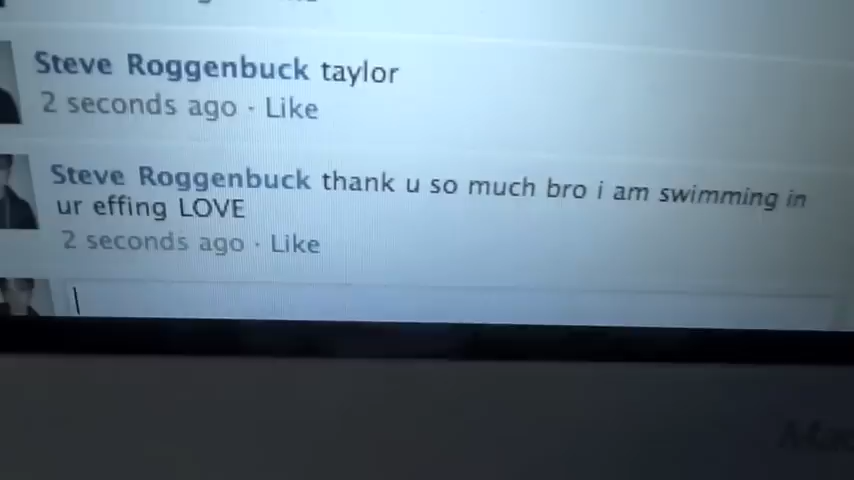 Steve Roggenbuck taylor
2 seconds ago · Like
Steve Roggenbuck thank u so much bro i am swimming in
ur effing LOVE
2 seconds ago · Like